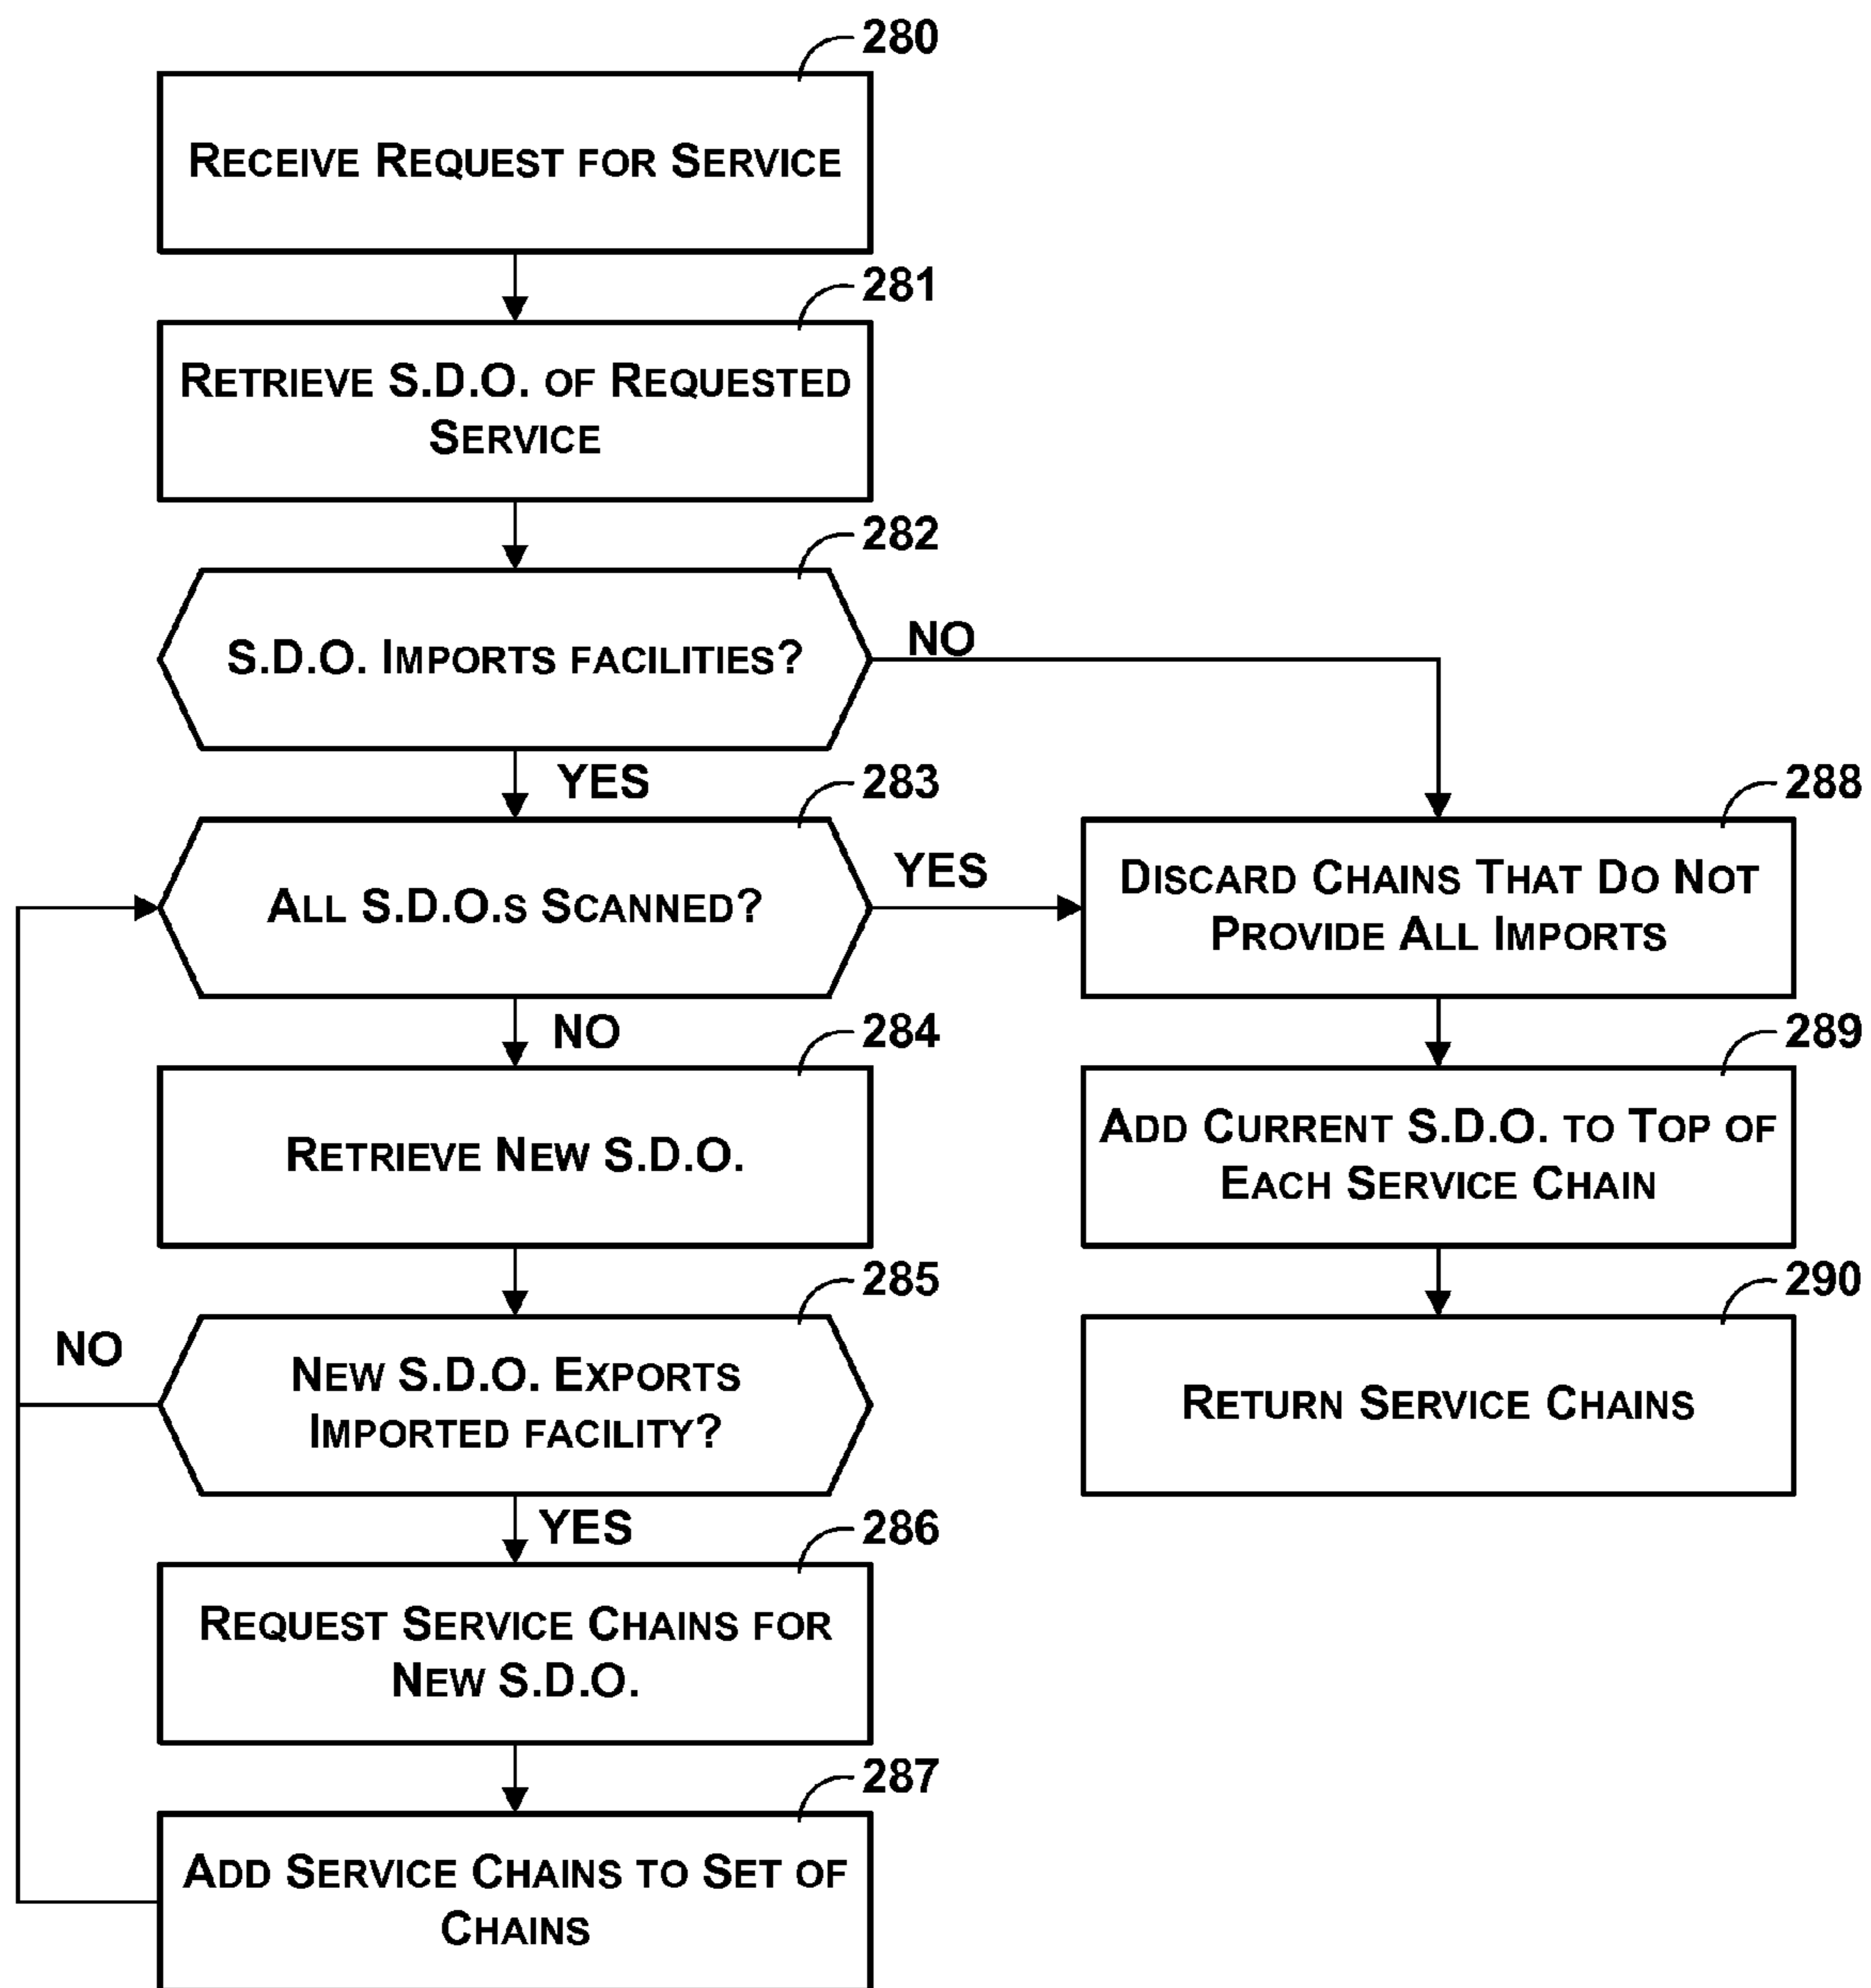 280
RECEIVE REQUEST FOR SERVICE
281
RETRIEVE S.D.O. OF REQUESTED
SERVICE
282
S.D.O. IMPORTS FACILITIES?
NO
YES
283
ALL S.D.O.S SCANNED?
YES
288
DISCARD CHAINS THAT DO NOT
PROVIDE ALL IMPORTS
NO
284
RETRIEVE NEW S.D.O.
289
ADD CURRENT S.D.O. TO TOP OF
EACH SERVICE CHAIN
285
NO
NEW S.D.O. EXPORTS
IMPORTED FACILITY?
290
RETURN SERVICE CHAINS
YES
286
REQUEST SERVICE CHAINS FOR
NEW S.D.O.
287
ADD SERVICE CHAINS TO SET OF
CHAINS